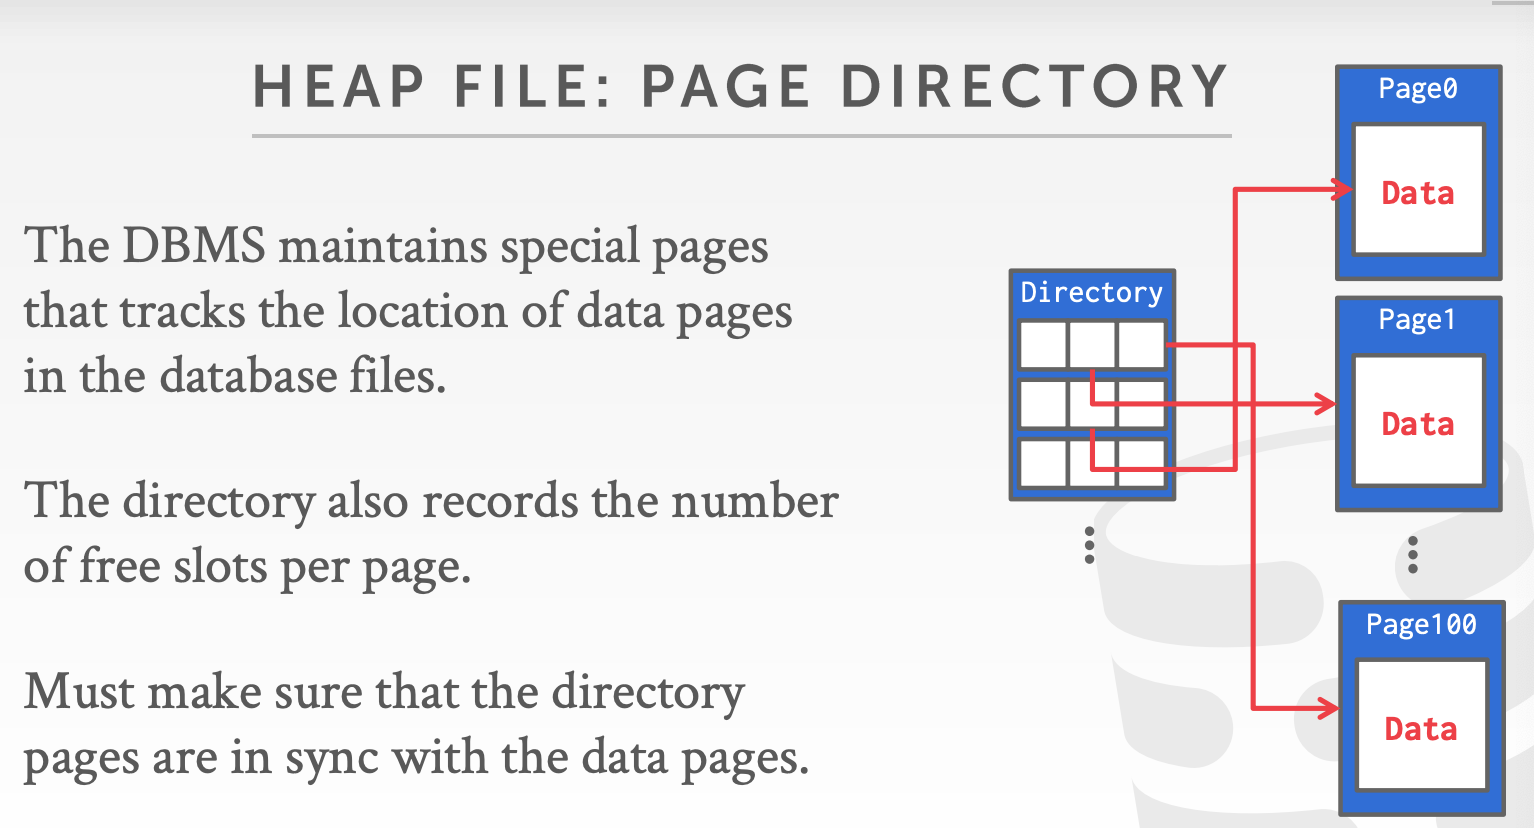 HEAP FILE: PAGE DIRECTORY
The DBMS maintains special pages
that tracks the location of data pages
in the database files.
The directory also records the number
of free slots per page.
Must make sure that the directory
pages are in sync with the data pages.
Directory
Page0
Data
Page1
Data
Page100
Data